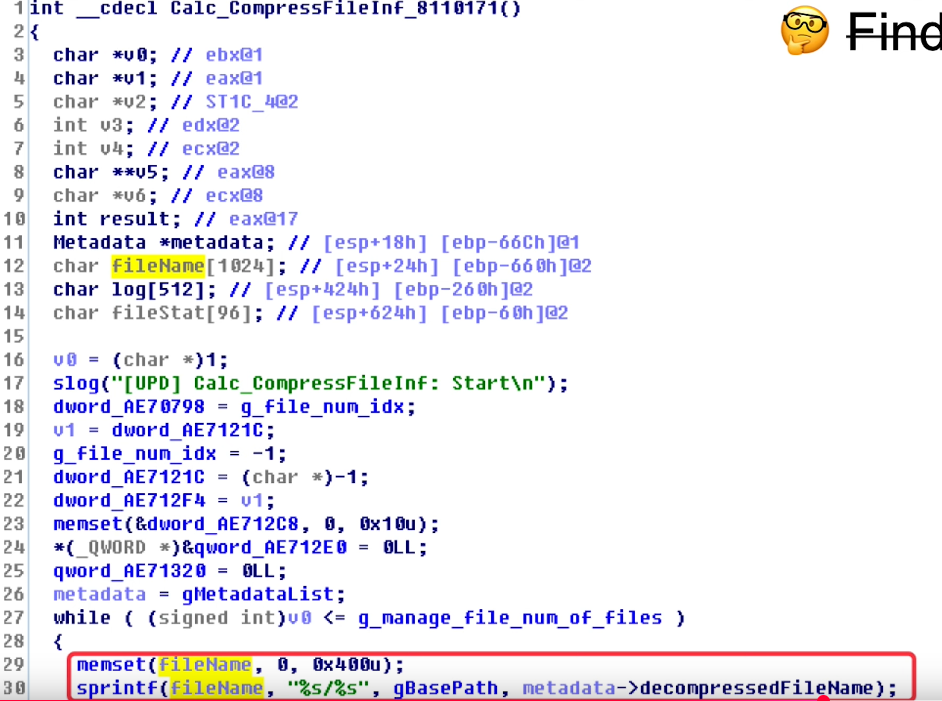 Find
1 int __cdecl Calc_CompressFileInf_8110171()
2 {
3 char *v0; // ebx@1
4 char *v1; // eax@1
5 char *v2; // ST1C_4@2
6 int v3; // edx@2
7 int v4; // ecx@2
8 char **v5; // eax@8
9 char *v6; // ecx@8
10 int result; // eax@17
11 Metadata *metadata; // [esp+18h] [ebp-66Ch]@1
12 char fileName[1024]; // [esp+24h] [ebp-660h]@2
13 char log[512]; // [esp+424h] [ebp-260h]@2
14 char fileStat[96]; // [esp+624h] [ebp-60h]@2
15
16 v0 = (char *)1;
17 slog("[UPD] Calc_CompressFileInf: Start\n");
18 dword_AE70798 = g_file_num_idx;
19 v1 = dword_AE7121C;
20 g_file_num_idx = -1;
21 dword_AE7121C = (char *)-1;
22 dword_AE712F4 = v1;
23 memset(&dword_AE712C8, 0, 0x10u);
24 *(_QWORD *)&qword_AE712E0 = 0LL;
25 qword_AE71320 = 0LL;
26 metadata = gMetadataList;
27 while ( (signed int)v0 <= g_manage_file_num_of_files )
28 {
29 memset(fileName, 0, 0x400u);
30 sprintf(fileName, "%s/%s", gBasePath, metadata->decompressedFileName);